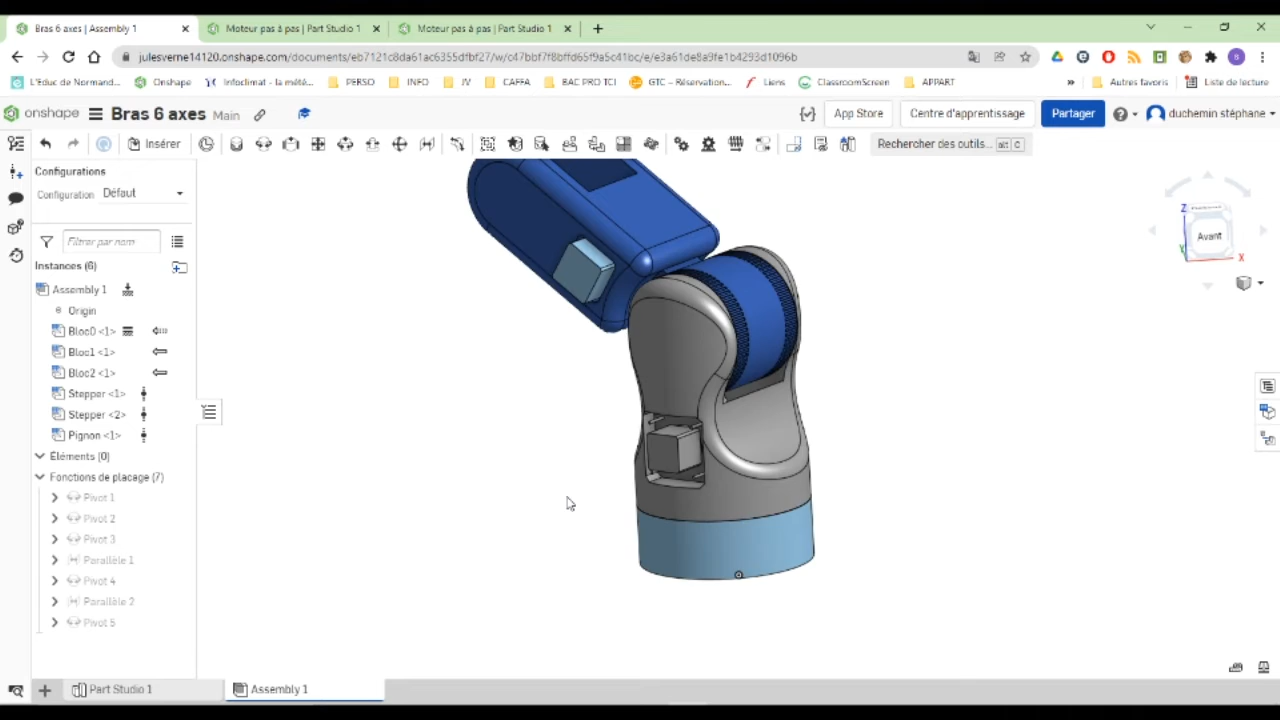 Bras 6 axes | Assembly 1
Moteur pas à pas | Part Studio 1
Moteur pas à pas | Part Studio 1
julesverne14120.onshape.com/documents/eb7121c8da61ac6355dfbf27/w/d7bbf7f8bffd65f9a5c41bc/e/e3a61de8a9fe1b4293d1096b
L'Educ de Normand...
Onshape
Infoclimat - la mété...
PERSO
INFO
IV
CAFFA
BAC PRO TCI
GTC – Réservation...
Liens
ClassroomScreen
APPART
»
Autres favoris
Liste de lecture
onshape
Bras 6 axes
Main
App Store
Centre d'apprentissage
Partager
duchemin stéphane
Insérer
Rechercher des outils... alt C
Configurations
Configuration Défaut
Filtrer par nom
Instances (6)
Assembly 1
Origin
Bloc0 <1>
Bloc1 <1>
Bloc2 <1>
Stepper <1>
Stepper <2>
Pignon <1>
Éléments (0)
Fonctions de placage (7)
Pivot 1
Pivot 2
Pivot 3
Parallèle 1
Pivot 4
Parallèle 2
Pivot 5
Z
Avant
X
Part Studio 1
Assembly 1